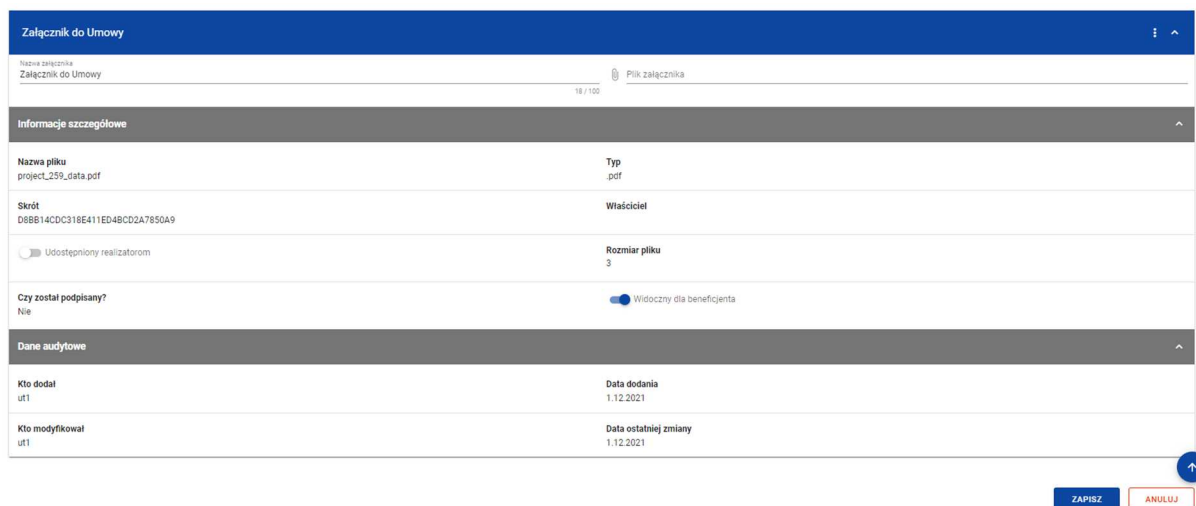 Załącznik do Umowy
Nazwa załącznika
Załącznik do Umowy
Plik załącznika
18 / 100
Informacje szczegółowe
Nazwa pliku
project_259_data.pdf
Typ
.pdf
Skrót
D8BB14CDC318E411ED4BCD2A7850A9
Właściciel
Udostępniony realizatorom
Rozmiar pliku
3
Czy został podpisany?
Nie
Widoczny dla beneficjenta
Dane audytowe
Kto dodał
ut1
Data dodania
1.12.2021
Kto modyfikował
ut1
Data ostatniej zmiany
1.12.2021
ZAPISZ
ANULUJ